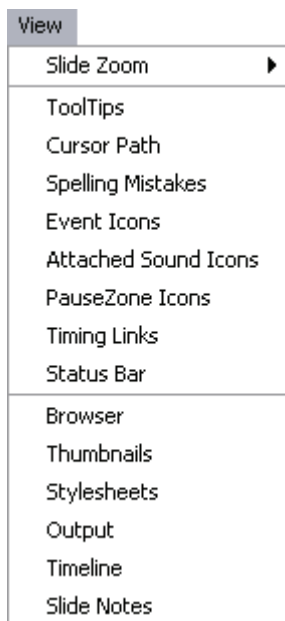 View
Slide Zoom
ToolTips
Cursor Path
Spelling Mistakes
Event Icons
Attached Sound Icons
PauseZone Icons
Timing Links
Status Bar
Browser
Thumbnails
Stylesheets
Output
Timeline
Slide Notes